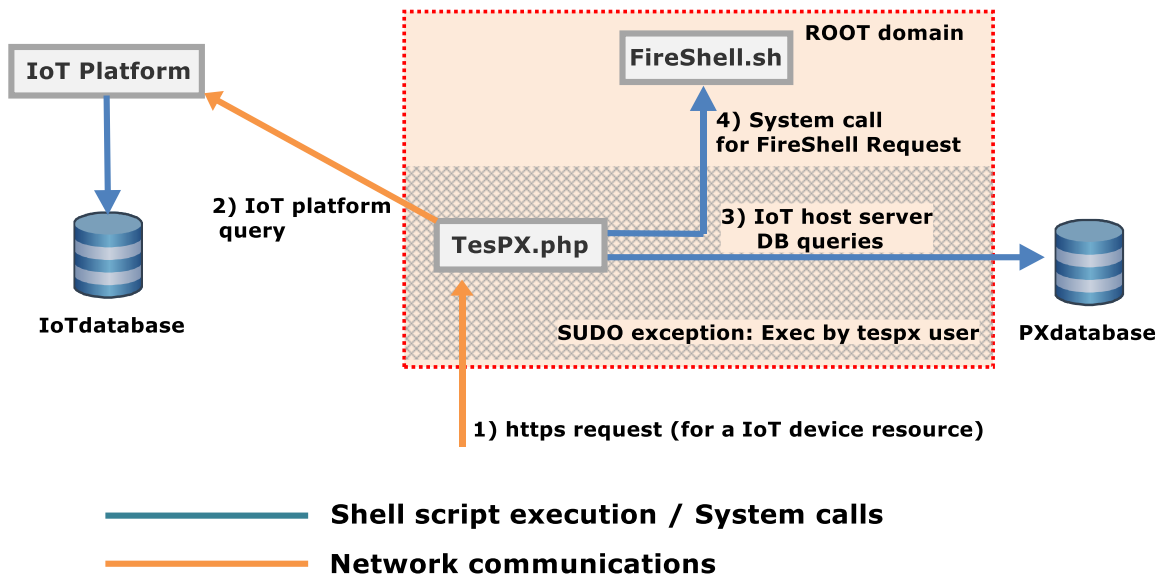 ROOT domain
FireShell.sh
IoT Platform
4) System call
for FireShell Request
2) IoT platform
query
3) IoT host server
DB queries
TesPX.php
IoTdatabase
SUDO exception: Exec by tespx user
PXdatabase
1) https request (for a IoT device resource)
Shell script execution / System calls
Network communications